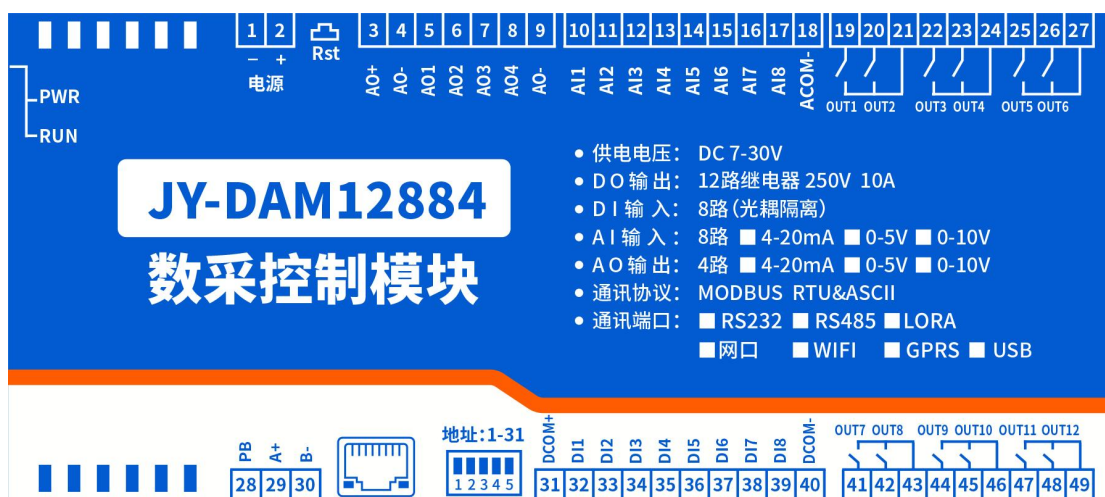 1 2 3 4 5 6 7 8 9 10 11 12 13 14 15 16 17 18 19 20 21 22 23 24 25 26 27
− + Rst AO+ AO- AO1 AO2 AO3 AO4 AO- AI1 AI2 AI3 AI4 AI5 AI6 AI7 AI8 ACOM-
电源
OUT1 OUT2 OUT3 OUT4 OUT5 OUT6
PWR
RUN
JY-DAM12884
数采控制模块
• 供电电压： DC 7-30V
• DO输出： 12路继电器 250V 10A
• DI输入： 8路(光耦隔离)
• AI输入： 8路 ■4-20mA ■0-5V ■0-10V
• AO输出： 4路 ■4-20mA ■0-5V ■0-10V
• 通讯协议： MODBUS RTU&ASCII
• 通讯端口： ■RS232 ■RS485 ■LORA
■网口 ■WIFI ■GPRS ■USB
PB A+ B- 地址:1-31 DCOM+ DI1 DI2 DI3 DI4 DI5 DI6 DI7 DI8 DCOM- OUT7 OUT8 OUT9 OUT10 OUT11 OUT12
1 2 3 4 5
28 29 30 31 32 33 34 35 36 37 38 39 40 41 42 43 44 45 46 47 48 49